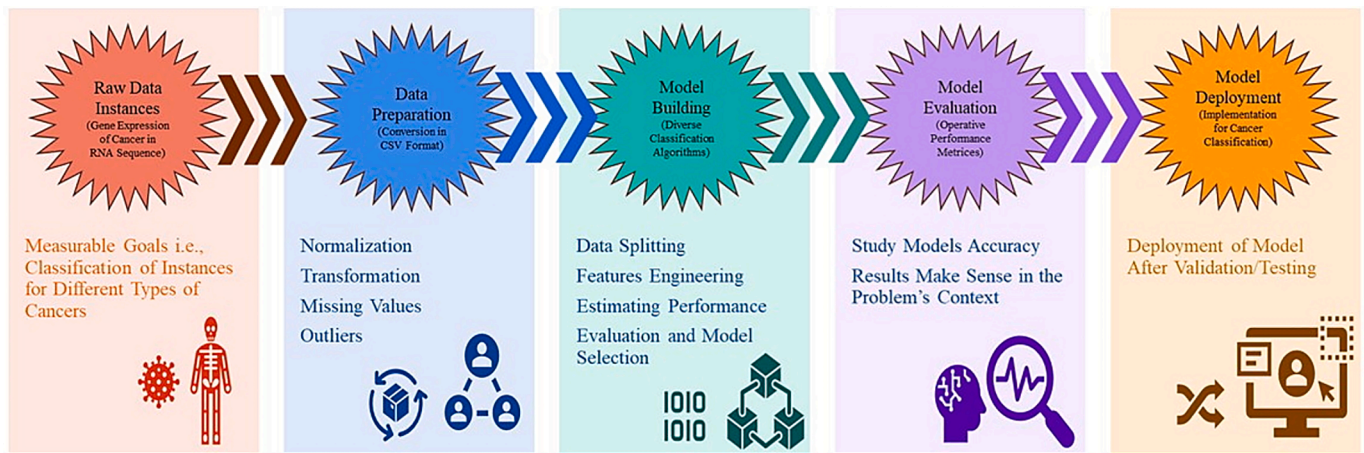 Raw Data
Instances
(Gene Expression
of Cancer in
RNA Sequence)
Measurable Goals i.e.,
Classification of Instances
for Different Types of
Cancers
Data
Preparation
(Conversion in
CSV Format)
Normalization
Transformation
Missing Values
Outliers
Model
Building
(Diverse
Classification
Algorithms)
Data Splitting
Features Engineering
Estimating Performance
Evaluation and Model
Selection
1010
1010
Model
Evaluation
(Operative
Performance
Metrices)
Study Models Accuracy
Results Make Sense in the
Problem's Context
Model
Deployment
(Implementation
for Cancer
Classification)
Deployment of Model
After Validation/Testing